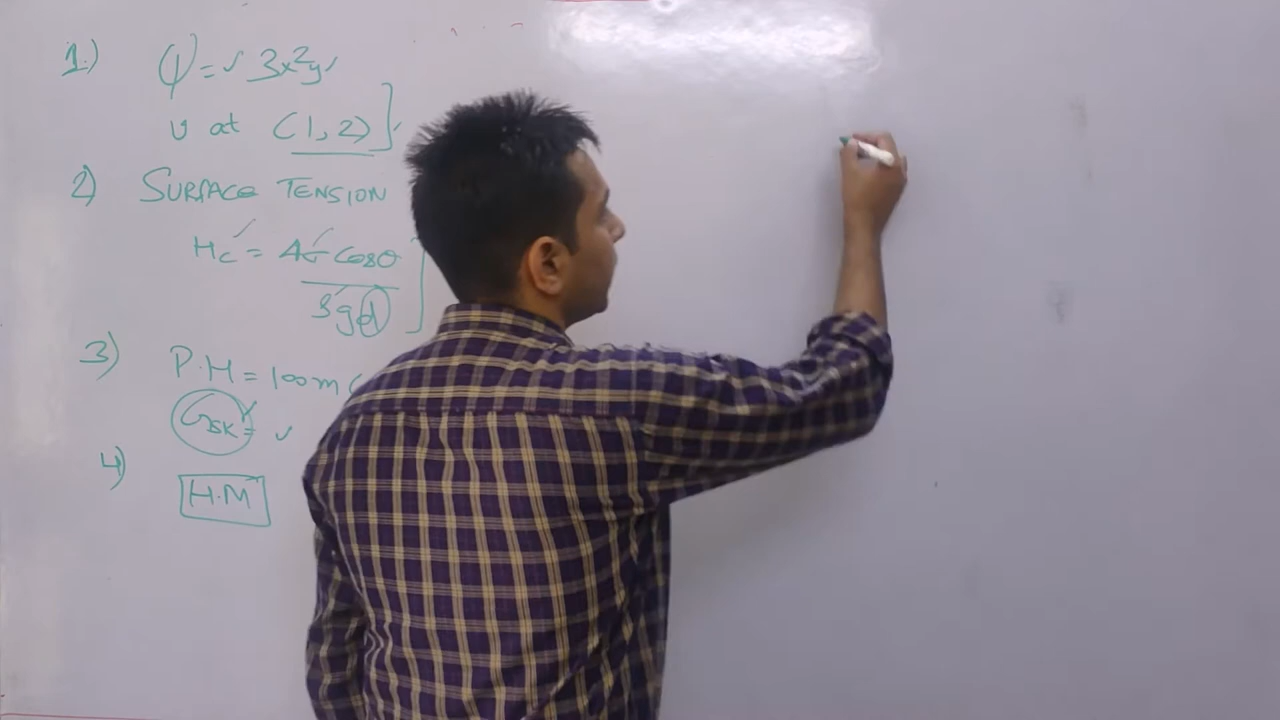 1.) ψ = ✓ 3x²y ✓
υ at (1, 2)
2) SURFACE TENSION
Hc = 4σ Cosθ
ρgd
3) P.H = 100m (
=
4) H.M